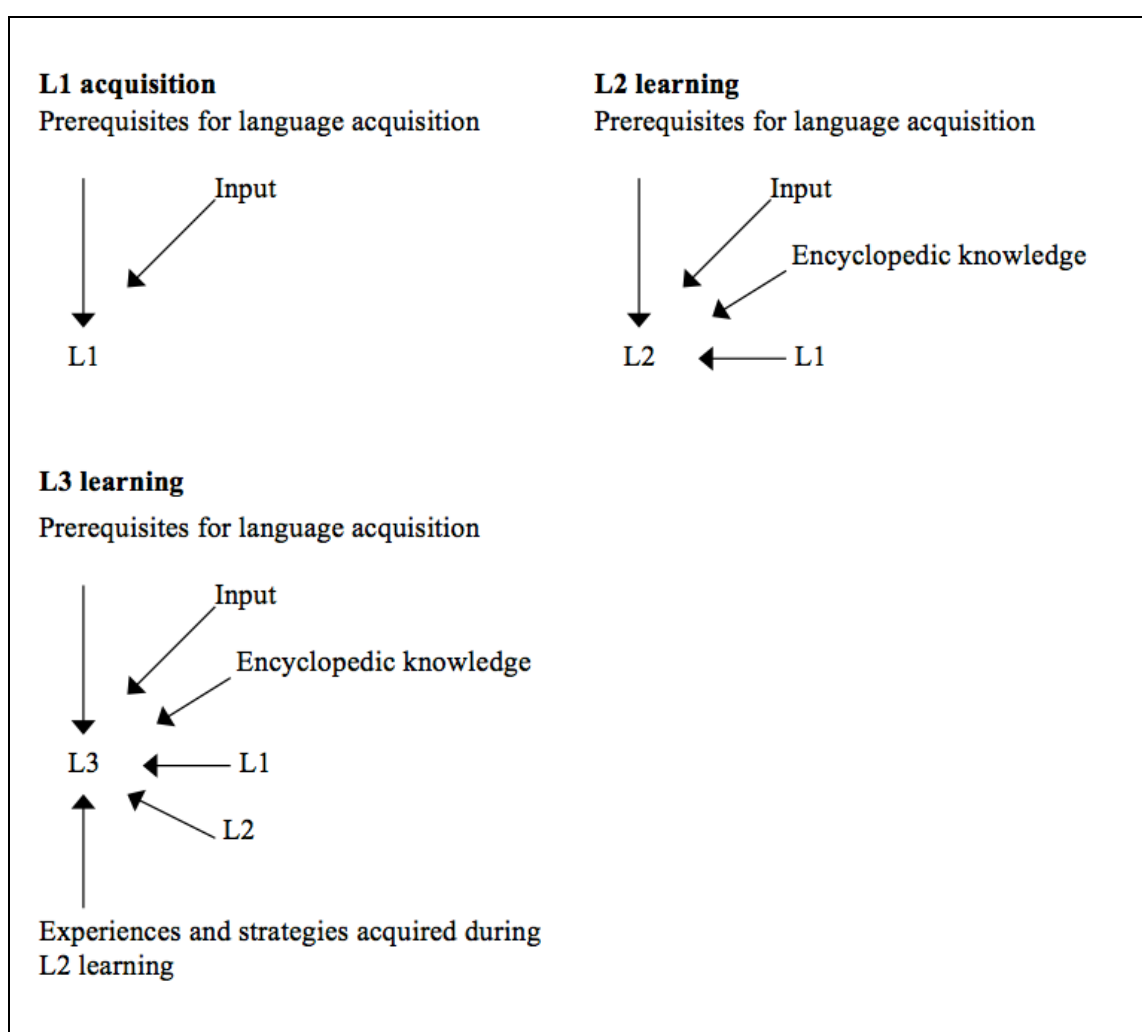 L1 acquisition
Prerequisites for language acquisition
Input
L1
L2 learning
Prerequisites for language acquisition
Input
Encyclopedic knowledge
L2
L1
L3 learning
Prerequisites for language acquisition
Input
Encyclopedic knowledge
L3
L1
L2
Experiences and strategies acquired during
L2 learning